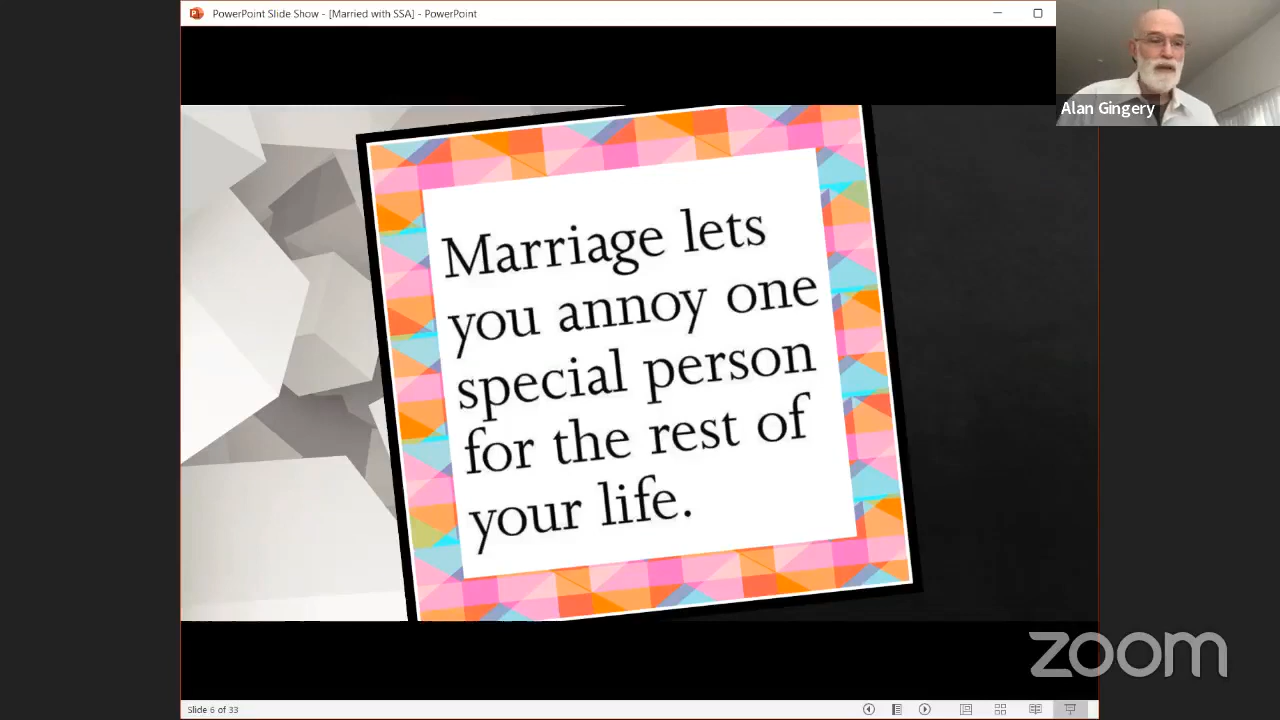 PowerPoint Slide Show - [Married with SSA] - PowerPoint
Alan Gingery
Marriage lets
you annoy one
special person
for the rest of
your life.
zoom
Slide 6 of 33